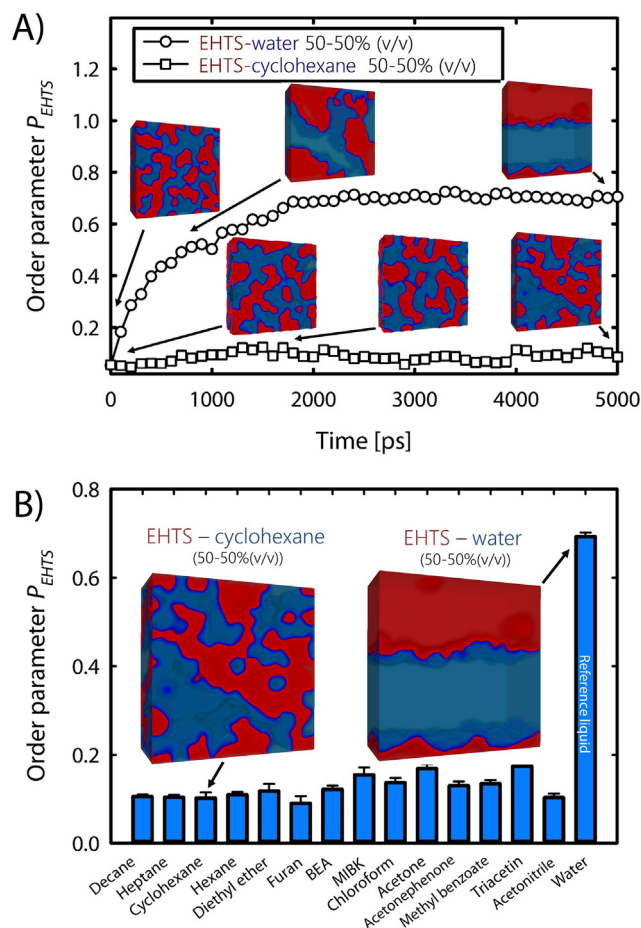 A)
EHTS-water 50-50% (v/v)
EHTS-cyclohexane 50-50% (v/v)
Order parameter P_EHTS
1.2
1.0
0.8
0.6
0.4
0.2
0 1000 2000 3000 4000 5000
Time [ps]
B)
EHTS – cyclohexane
(50-50%(v/v))
EHTS – water
(50-50%(v/v))
Order parameter P_EHTS
0.8
0.6
0.4
0.2
0.0
Reference liquid
Decane
Heptane
Cyclohexane
Hexane
Diethyl ether
Furan
BEA
MIBK
Chloroform
Acetone
Acetonephenone
Methyl benzoate
Triacetin
Acetonitrile
Water